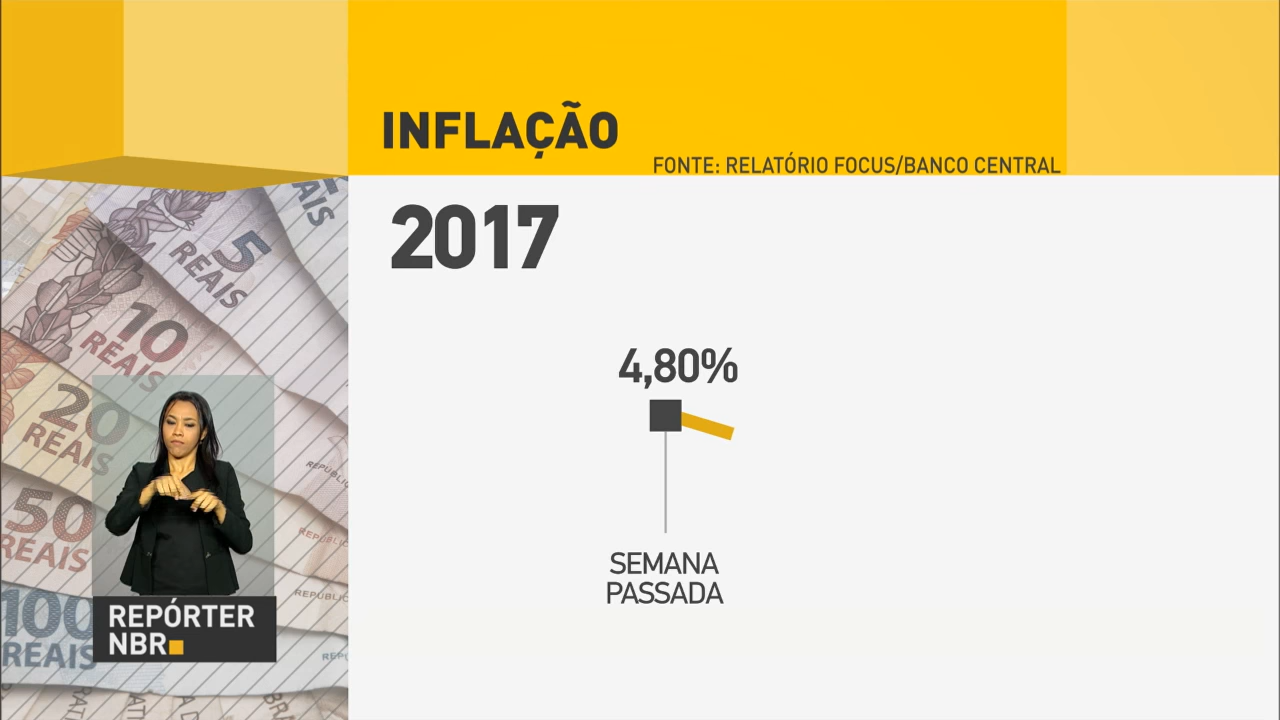 INFLAÇÃO
FONTE: RELATÓRIO FOCUS/BANCO CENTRAL
2017
4,80%
SEMANA
PASSADA
REAIS
5
REAIS
10
REAIS
20
REAIS
50
REAIS
100
REAIS
REPÓRTER
NBR